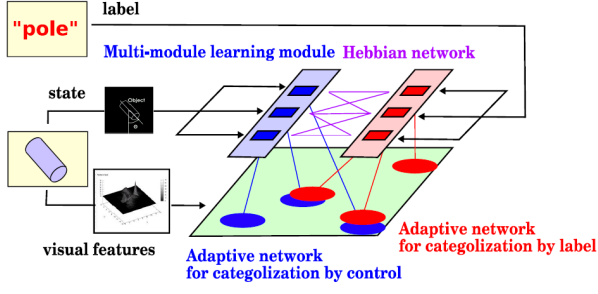 label
"pole"
Multi-module learning module
Hebbian network
state
Object
visual features
Adaptive network
for categolization by control
Adaptive network
for categolization by label